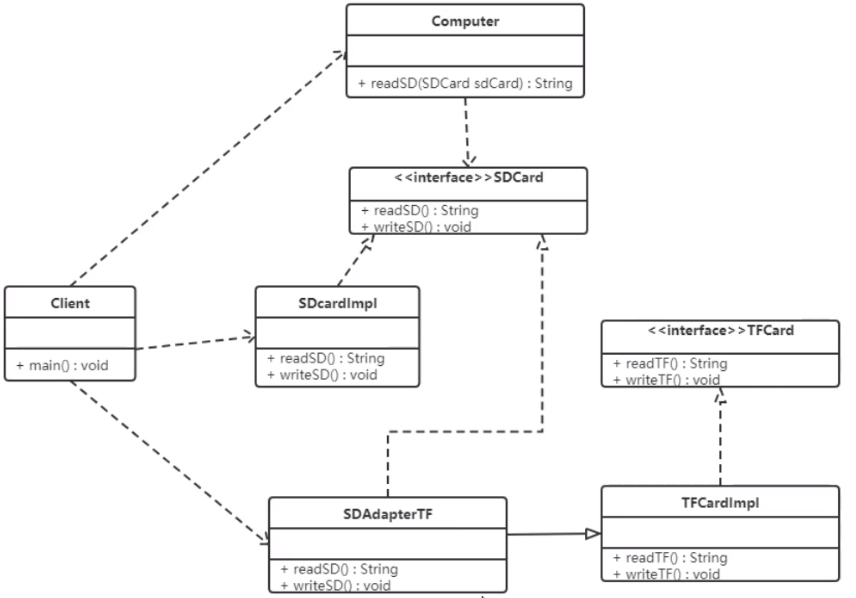 Computer
+ readSD(SDCard sdCard) : String
<<interface>>SDCard
+ readSD() : String
+ writeSD() : void
Client
+ main() : void
SDcardImpl
+ readSD() : String
+ writeSD() : void
<<interface>>TFCard
+ readTF() : String
+ writeTF() : void
SDAdapterTF
+ readSD() : String
+ writeSD() : void
TFCardImpl
+ readTF() : String
+ writeTF() : void